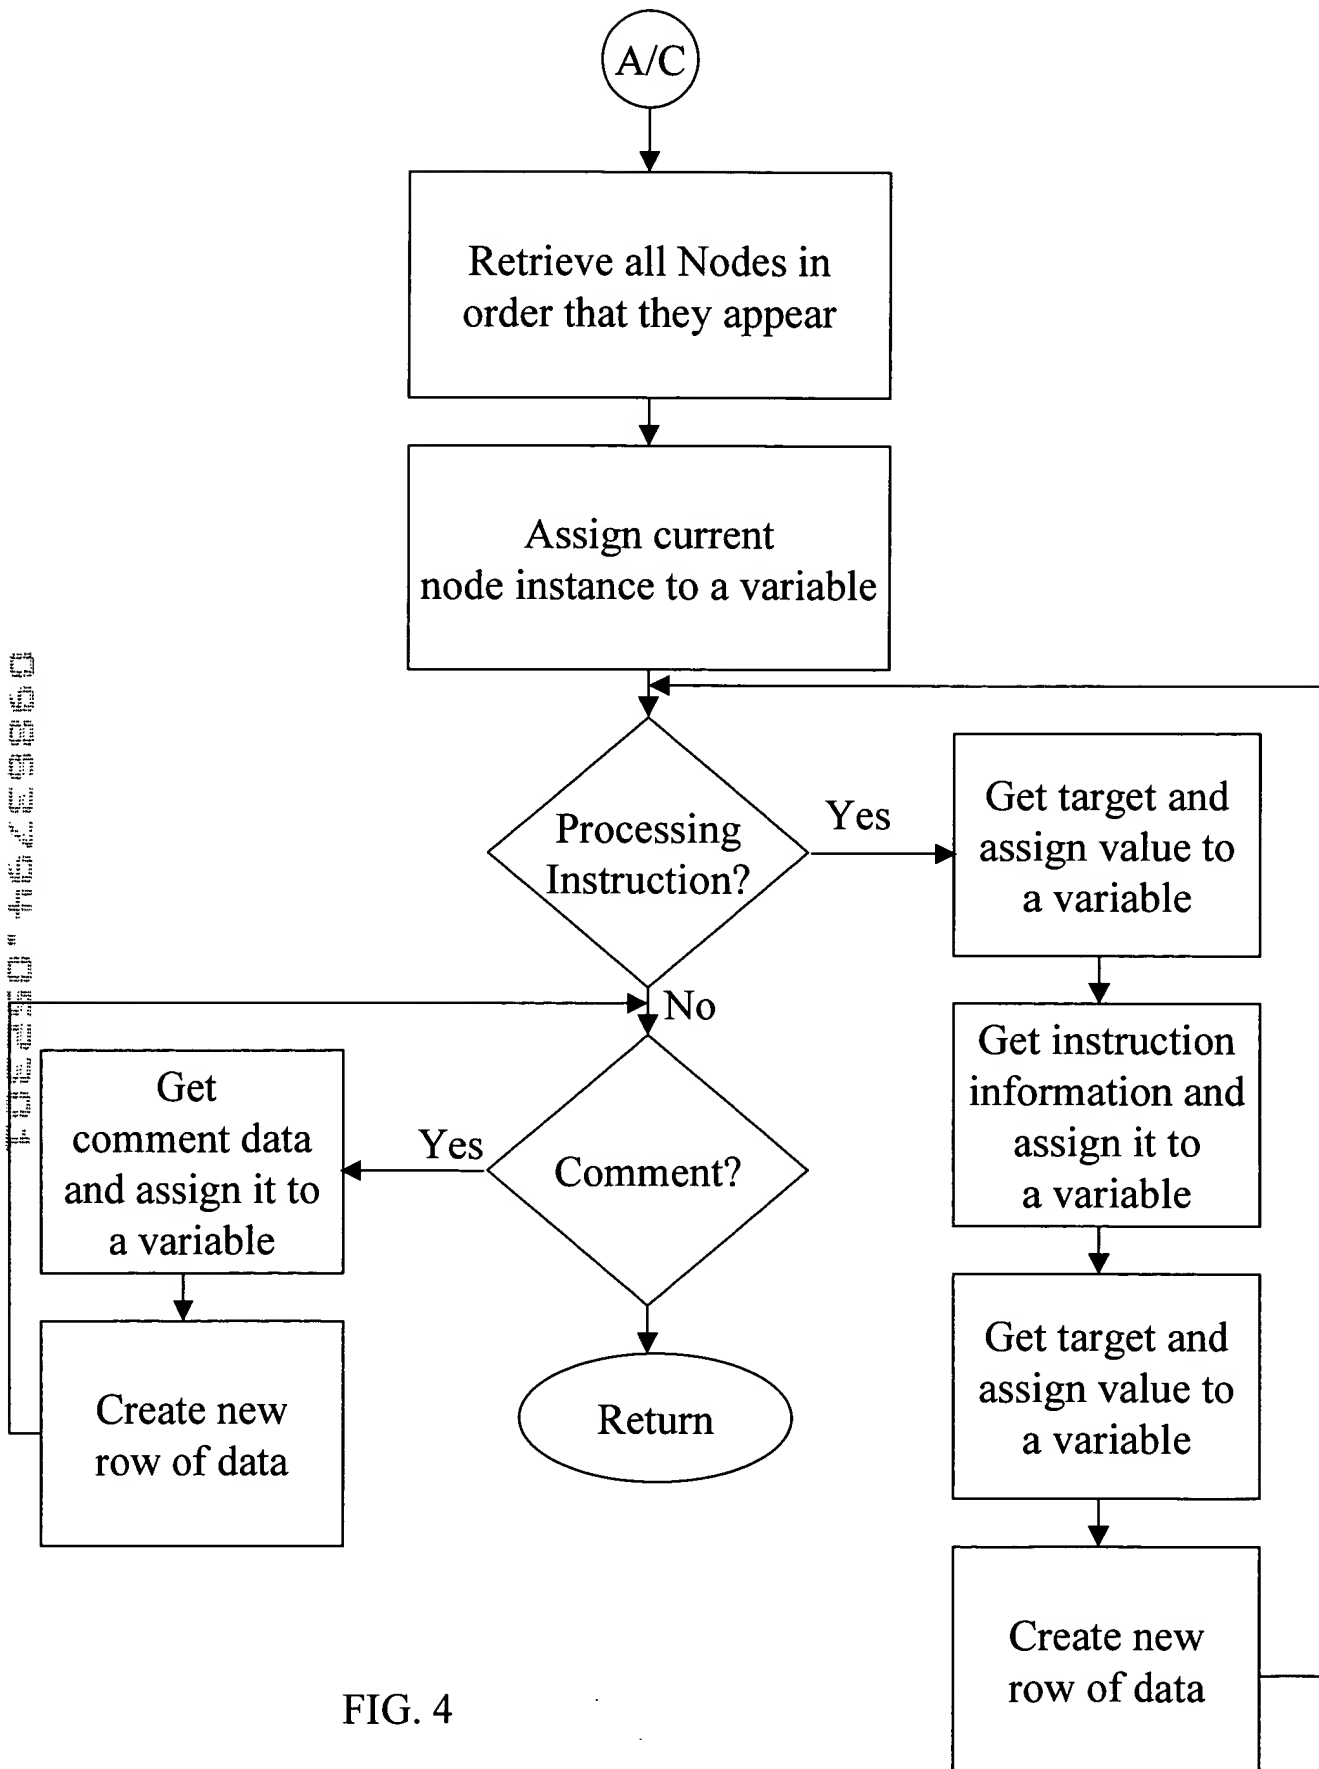 A/C
Retrieve all Nodes in
order that they appear
Assign current
node instance to a variable
Processing
Instruction?
Yes
Get target and
assign value to
a variable
No
Get instruction
information and
assign it to
a variable
Comment?
Yes
Get
comment data
and assign it to
a variable
Get target and
assign value to
a variable
Create new
row of data
Return
Create new
row of data
FIG. 4